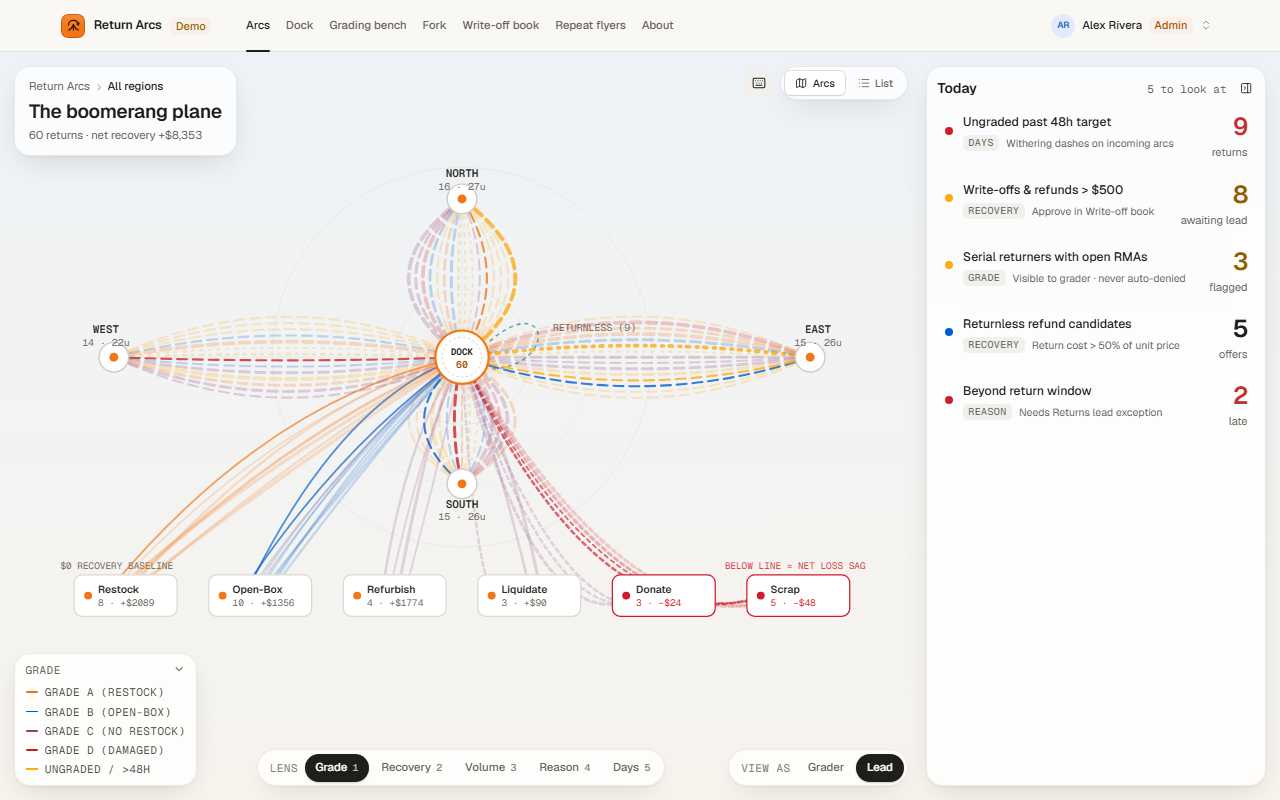 Return Arcs Demo Arcs Dock Grading bench Fork Write-off book Repeat flyers About AR Alex Rivera Admin
Return Arcs › All regions
The boomerang plane
60 returns · net recovery +$8,353
Arcs List
NORTH
16 · 27u
WEST
14 · 22u
DOCK
60
RETURNLESS (9)
EAST
15 · 26u
SOUTH
15 · 26u
$0 RECOVERY BASELINE
BELOW LINE = NET LOSS SAG
Restock
8 · +$2089
Open-Box
10 · +$1356
Refurbish
4 · +$1774
Liquidate
3 · +$90
Donate
3 · −$24
Scrap
5 · −$48
GRADE
GRADE A (RESTOCK)
GRADE B (OPEN-BOX)
GRADE C (NO RESTOCK)
GRADE D (DAMAGED)
UNGRADED / >48H
LENS Grade 1 Recovery 2 Volume 3 Reason 4 Days 5
VIEW AS Grader Lead
Today 5 to look at
Ungraded past 48h target 9
DAYS Withering dashes on incoming arcs returns
Write-offs & refunds > $500 8
RECOVERY Approve in Write-off book awaiting lead
Serial returners with open RMAs 3
GRADE Visible to grader · never auto-denied flagged
Returnless refund candidates 5
RECOVERY Return cost > 50% of unit price offers
Beyond return window 2
REASON Needs Returns lead exception late